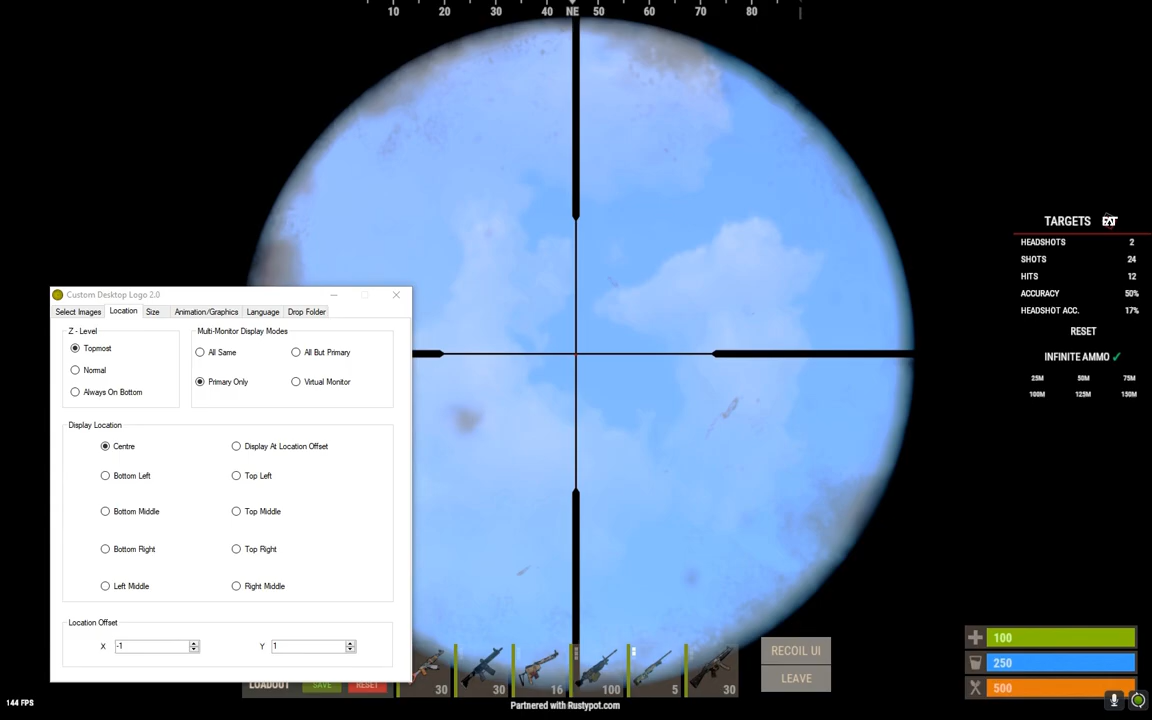 10 20 30 40 NE 50 60 70 80
TARGETS
HEADSHOTS 2
SHOTS 24
HITS 12
ACCURACY 50%
HEADSHOT ACC. 17%
RESET
INFINITE AMMO ✓
25M 50M 75M
100M 125M 150M
Custom Desktop Logo 2.0
Select Images Location Size Animation/Graphics Language Drop Folder
Z - Level
Topmost
Normal
Always On Bottom
Multi-Monitor Display Modes
All Same All But Primary
Primary Only Virtual Monitor
Display Location
Centre Display At Location Offset
Bottom Left Top Left
Bottom Middle Top Middle
Bottom Right Top Right
Left Middle Right Middle
Location Offset
X -1 Y 1
LOADOUT SAVE RESET
30 30 16 100 5 30
RECOIL UI
LEAVE
100
250
500
144 FPS
Partnered with Rustypot.com